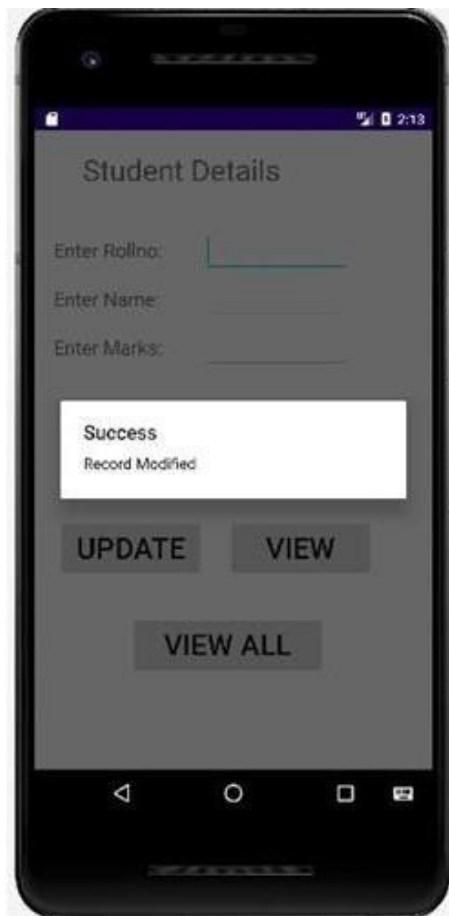 2:13
Student Details
Enter Rollno:
Enter Name:
Enter Marks:
Success
Record Modified
UPDATE VIEW
VIEW ALL